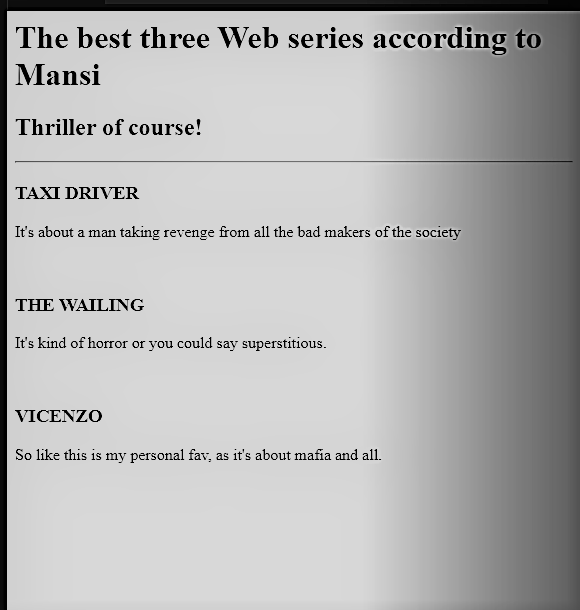 The best three Web series according to
Mansi
Thriller of course!
TAXI DRIVER
It's about a man taking revenge from all the bad makers of the society
THE WAILING
It's kind of horror or you could say superstitious.
VICENZO
So like this is my personal fav, as it's about mafia and all.